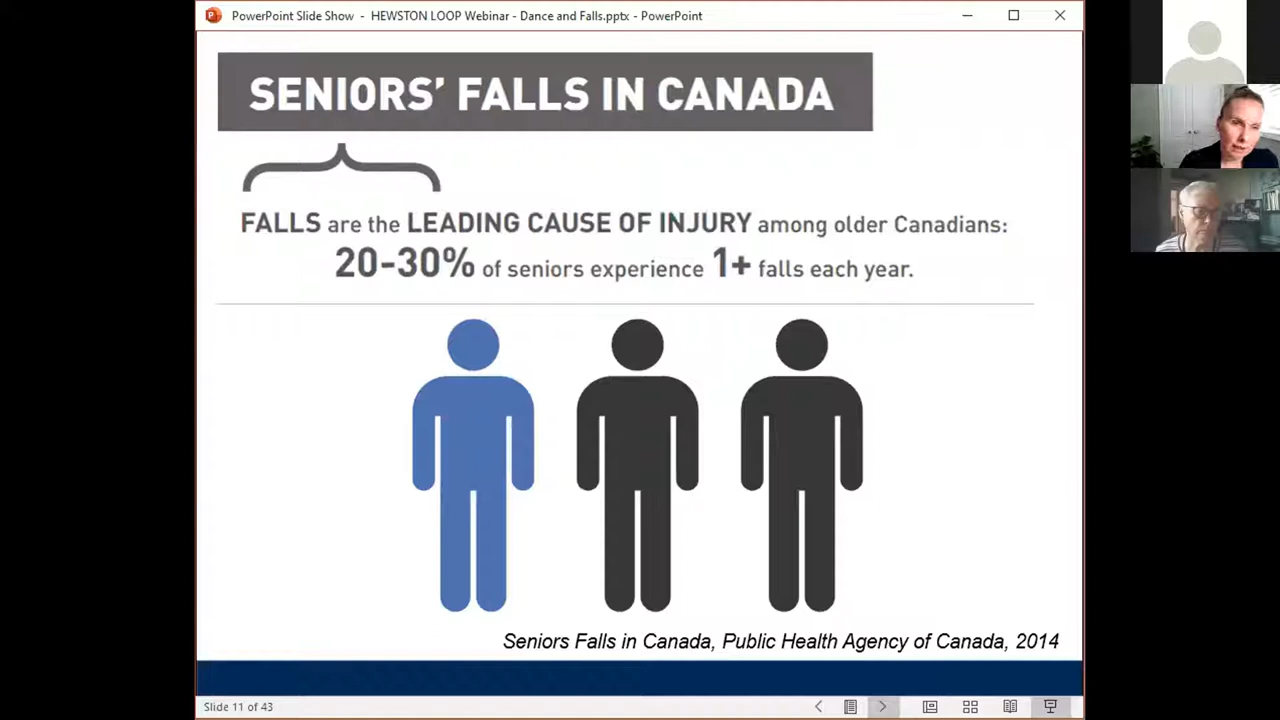 PowerPoint Slide Show - HEWSTON LOOP Webinar - Dance and Falls.pptx - PowerPoint
SENIORS’ FALLS IN CANADA
FALLS are the LEADING CAUSE OF INJURY among older Canadians:
20-30% of seniors experience 1+ falls each year.
Seniors Falls in Canada, Public Health Agency of Canada, 2014
Slide 11 of 43